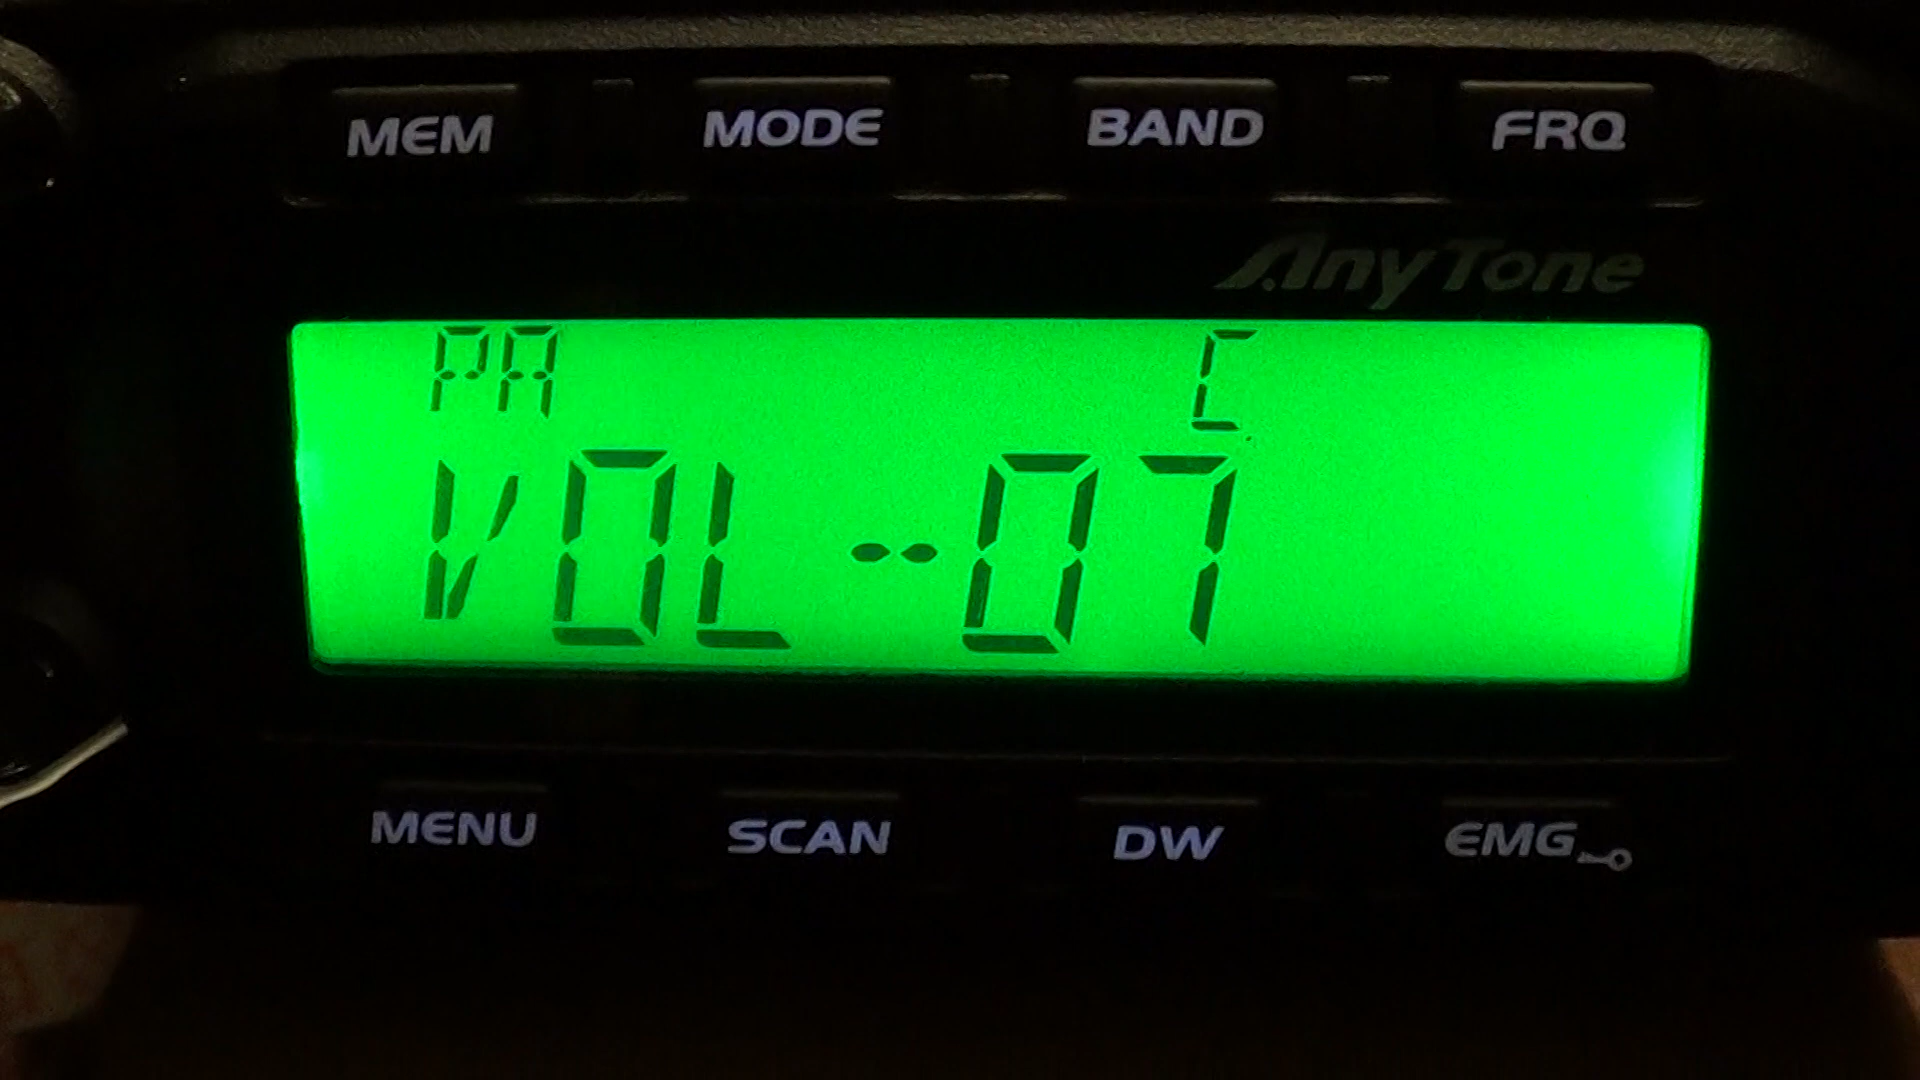 MEM MODE BAND FRQ
AnyTone
PA C
VOL-07
MENU SCAN DW EMG